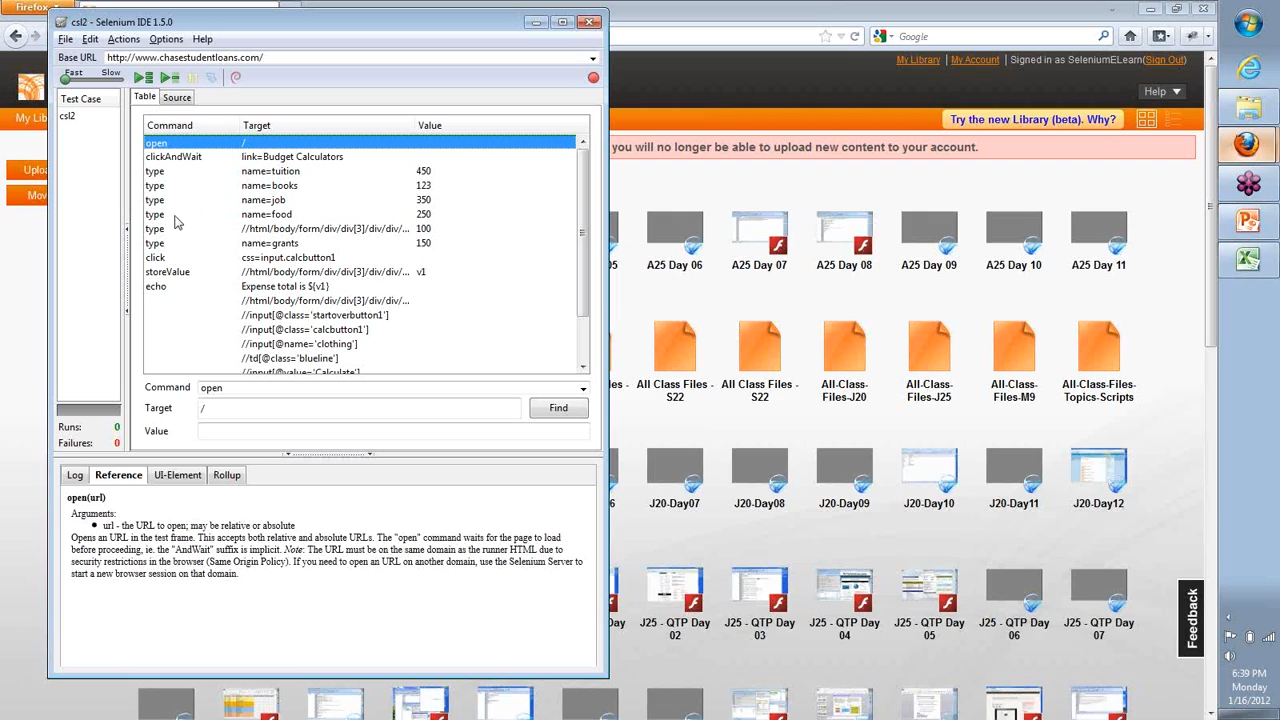 Firefox
csl2 - Selenium IDE 1.5.0
File Edit Actions Options Help
Base URL http://www.chasestudentloans.com/
Fast Slow
Test Case
csl2
Table Source
Command Target Value
open /
clickAndWait link=Budget Calculators
type name=tuition 450
type name=books 123
type name=job 350
type name=food 250
type //html/body/form/div/div[3]/div/div/... 100
type name=grants 150
click css=input.calcbutton1
storeValue //html/body/form/div/div[3]/div/div/... v1
echo Expense total is ${v1}
//html/body/form/div/div[3]/div/div/...
//input[@class='startoverbutton1']
//input[@class='calcbutton1']
//input[@name='clothing']
//td[@class='blueline']
//input[@value='Calculate']
Command open
Target / Find
Value
Runs: 0
Failures: 0
Log Reference UI-Element Rollup
open(url)
Arguments:
• url - the URL to open; may be relative or absolute
Opens an URL in the test frame. This accepts both relative and absolute URLs. The "open" command waits for the page to load
before proceeding, ie. the "AndWait" suffix is implicit. Note: The URL must be on the same domain as the runner HTML due to
security restrictions in the browser (Same Origin Policy). If you need to open an URL on another domain, use the Selenium Server to
start a new browser session on that domain.
Google
My Library My Account Signed in as SeleniumELearn(Sign Out)
Help
My Lib
Try the new Library (beta). Why?
you will no longer be able to upload new content to your account.
Uploa
Mov
05 A25 Day 06 A25 Day 07 A25 Day 08 A25 Day 09 A25 Day 10 A25 Day 11
iles - All Class Files - S22 All Class Files - S22 All-Class-Files-J20 All-Class-Files-J25 All-Class-Files-M9 All-Class-Files-Topics-Scripts
06 J20-Day07 J20-Day08 J20-Day09 J20-Day10 J20-Day11 J20-Day12
Day J25 - QTP Day 02 J25 - QTP Day 03 J25 - QTP Day 04 J25 - QTP Day 05 J25 - QTP Day 06 J25 - QTP Day 07
Feedback
6:39 PM
Monday
1/16/2012